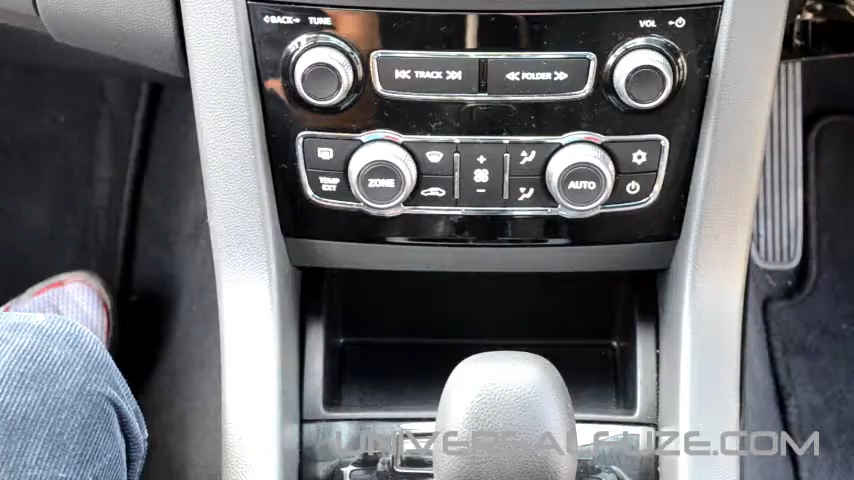 BACK TUNE
VOL
TRACK FOLDER
TEMP
EXT
ZONE
+
-
AUTO
UNIVERSALFUZE.COM